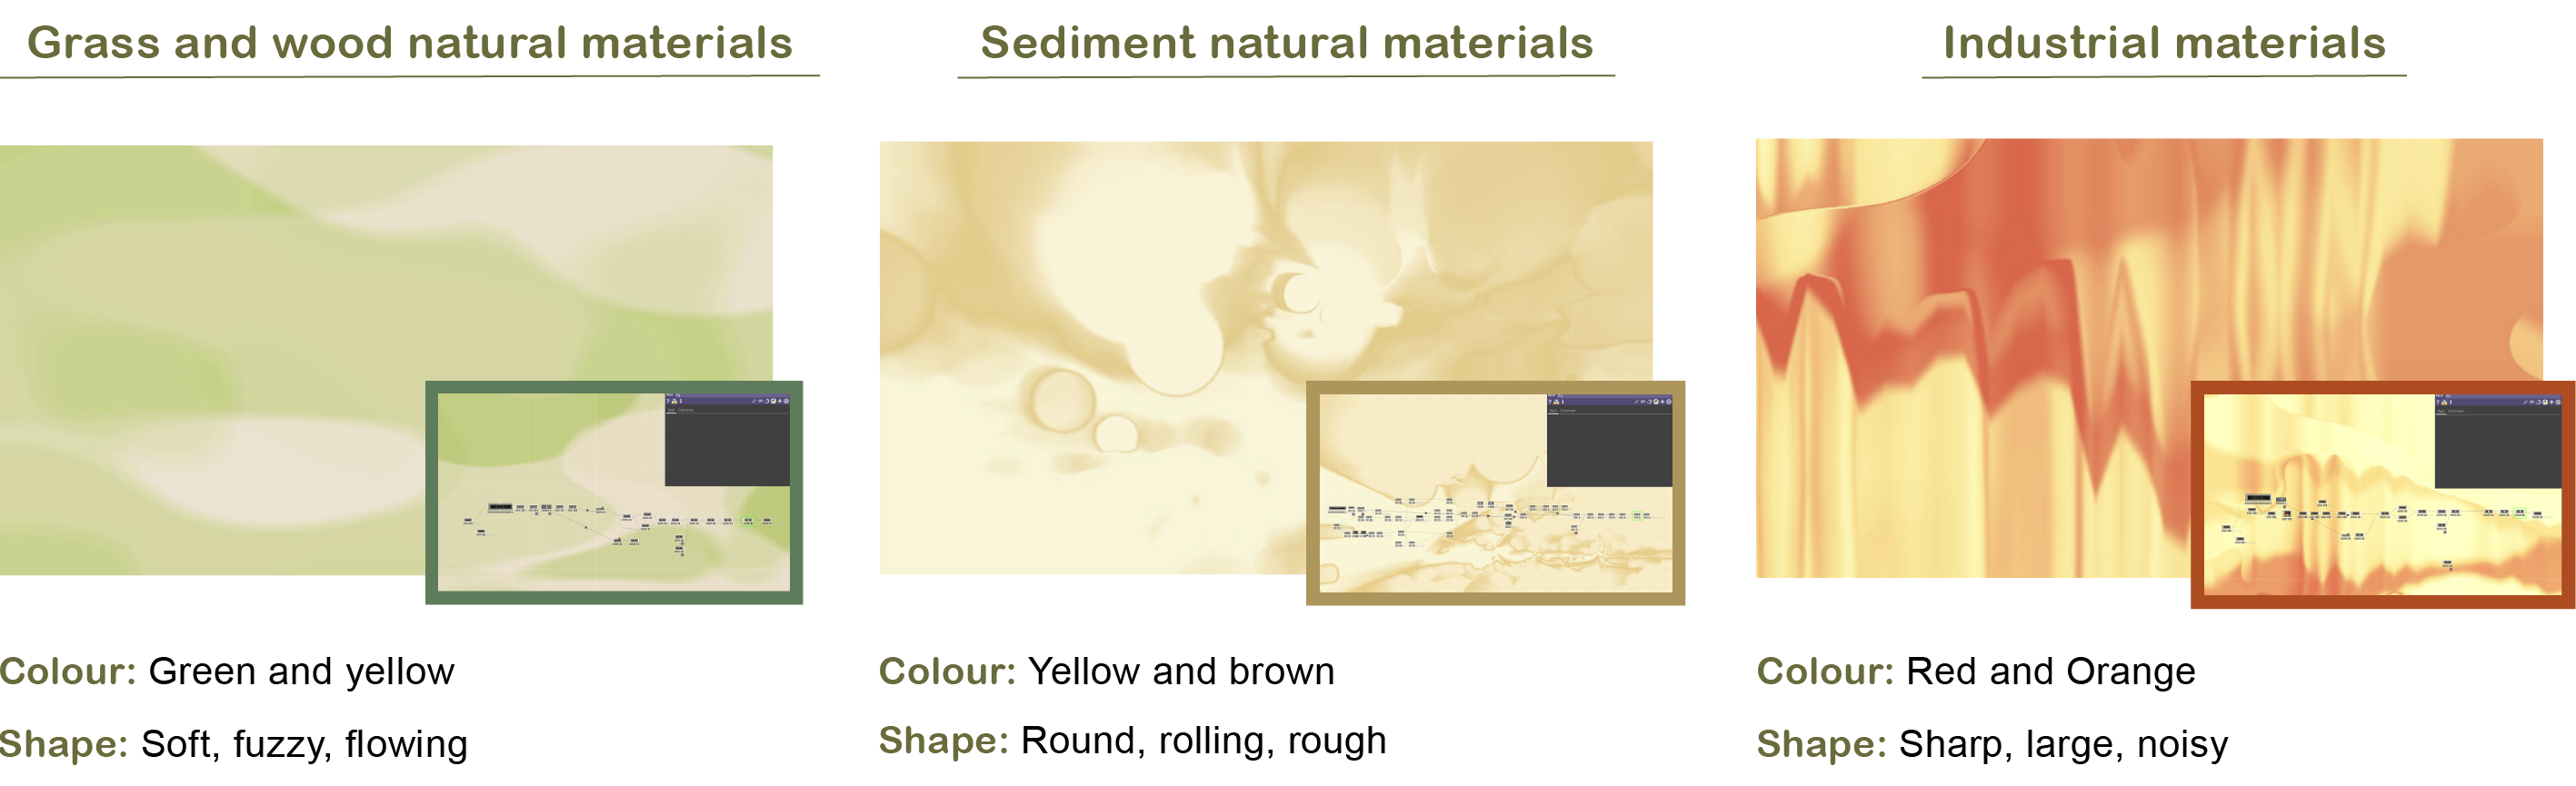 Grass and wood natural materials
Sediment natural materials
Industrial materials
Colour: Green and yellow
Shape: Soft, fuzzy, flowing
Colour: Yellow and brown
Shape: Round, rolling, rough
Colour: Red and Orange
Shape: Sharp, large, noisy